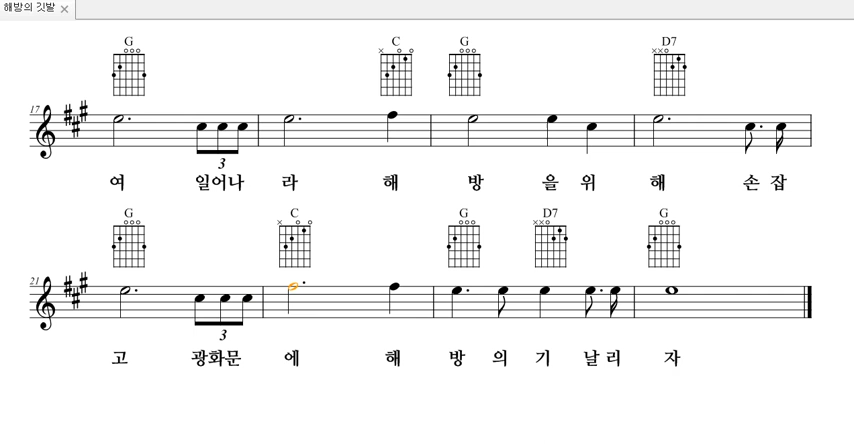 해방의 깃발
G C G D7
17
3
여 일어나 라 해 방 을 위 해 손 잡
G C G D7 G
21
3
고 광화문 에 해 방 의 기 날 리 자